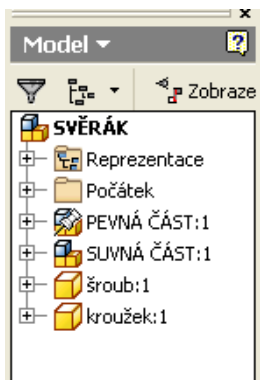 Model
Zobraze
SVĚRÁK
Reprezentace
Počátek
PEVNÁ ČÁST:1
SUVNÁ ČÁST:1
šroub:1
kroužek:1